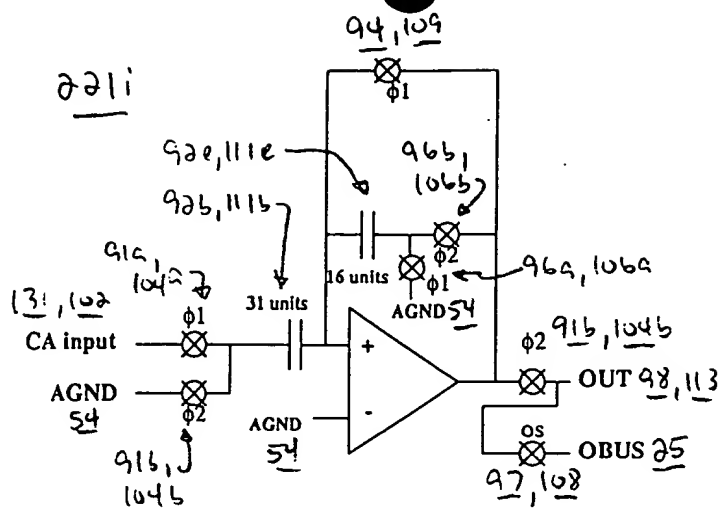 94, 109
221i
φ1
92e, 111e
96b,
106b
92b, 111b
φ2
91a,
104a
16 units
φ1
96a, 106a
131, 102
31 units
AGND 54
φ1
φ2 91b, 104b
CA input
+
OUT 98, 113
AGND
54
φ2
AGND
54
-
os
OBUS 25
91b,
104b
97, 108